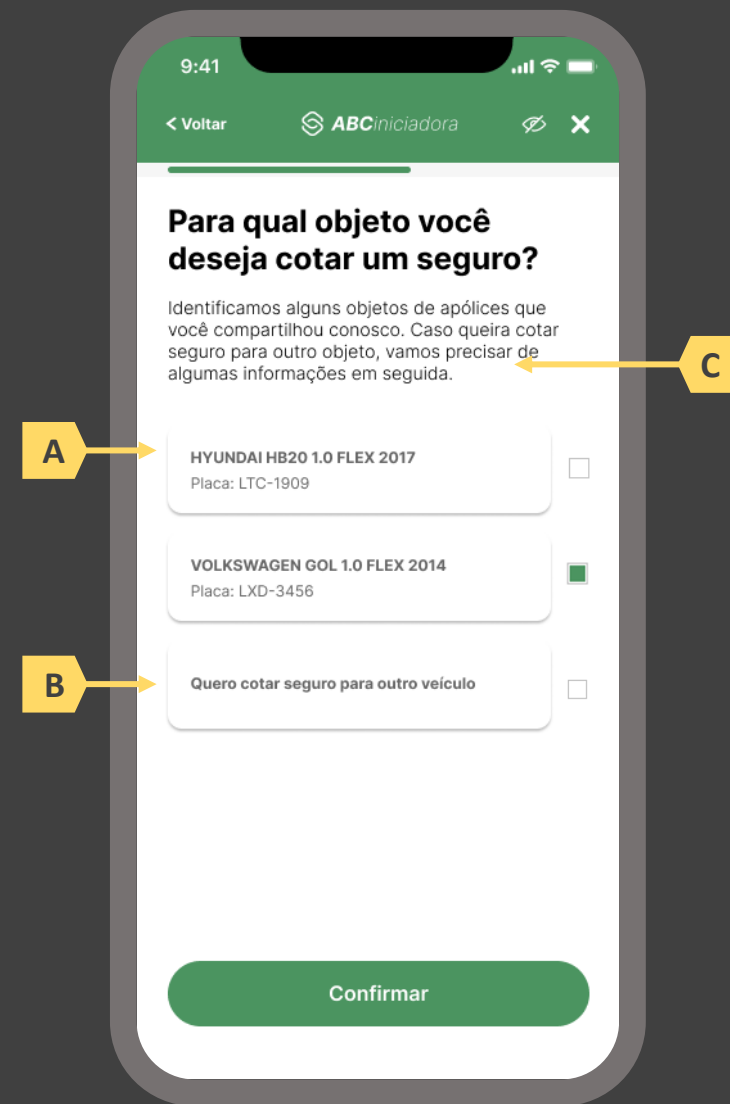 9:41
Voltar
ABCiniciadora
Para qual objeto você
deseja cotar um seguro?
Identificamos alguns objetos de apólices que
você compartilhou conosco. Caso queira cotar
seguro para outro objeto, vamos precisar de
algumas informações em seguida.
C
A
HYUNDAI HB20 1.0 FLEX 2017
Placa: LTC-1909
VOLKSWAGEN GOL 1.0 FLEX 2014
Placa: LXD-3456
B
Quero cotar seguro para outro veículo
Confirmar